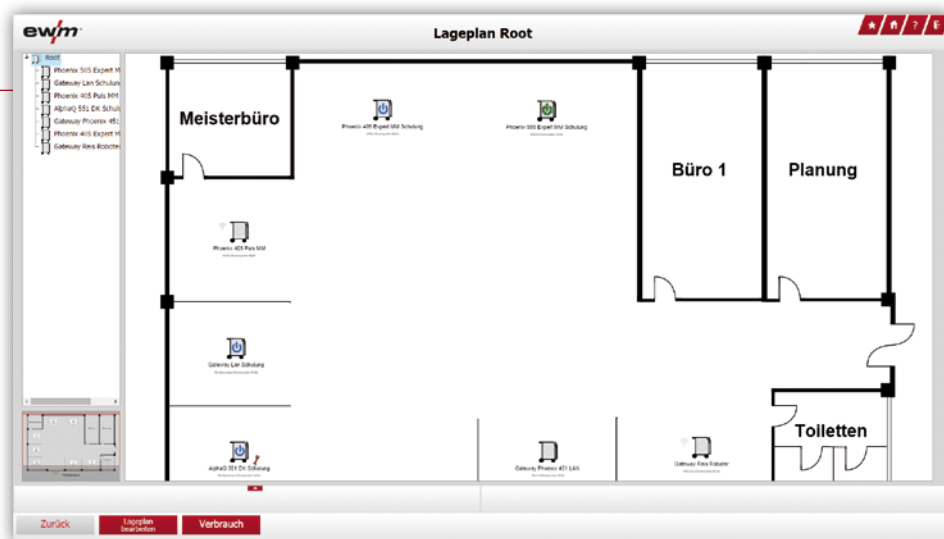 ewm
Lageplan Root
?
Root
Phoenix 505 Expert M
Gateway Lan Schulun
Phoenix 405 Puls MM
AlphaQ 551 DK Schulu
Gateway Phoenix 451
Phoenix 405 Expert M
Gateway Reis Roboter
Meisterbüro
Phoenix 405 Expert MM Schulung
Phoenix 505 Expert MM Schulung
Büro 1
Planung
Phoenix 405 Puls MM
Gateway Lan Schulung
AlphaQ 551 DK Schulung
Gateway Phoenix 451 LAN
Gateway Reis Roboter
Toiletten
Zurück
Lageplan
bearbeiten
Verbrauch